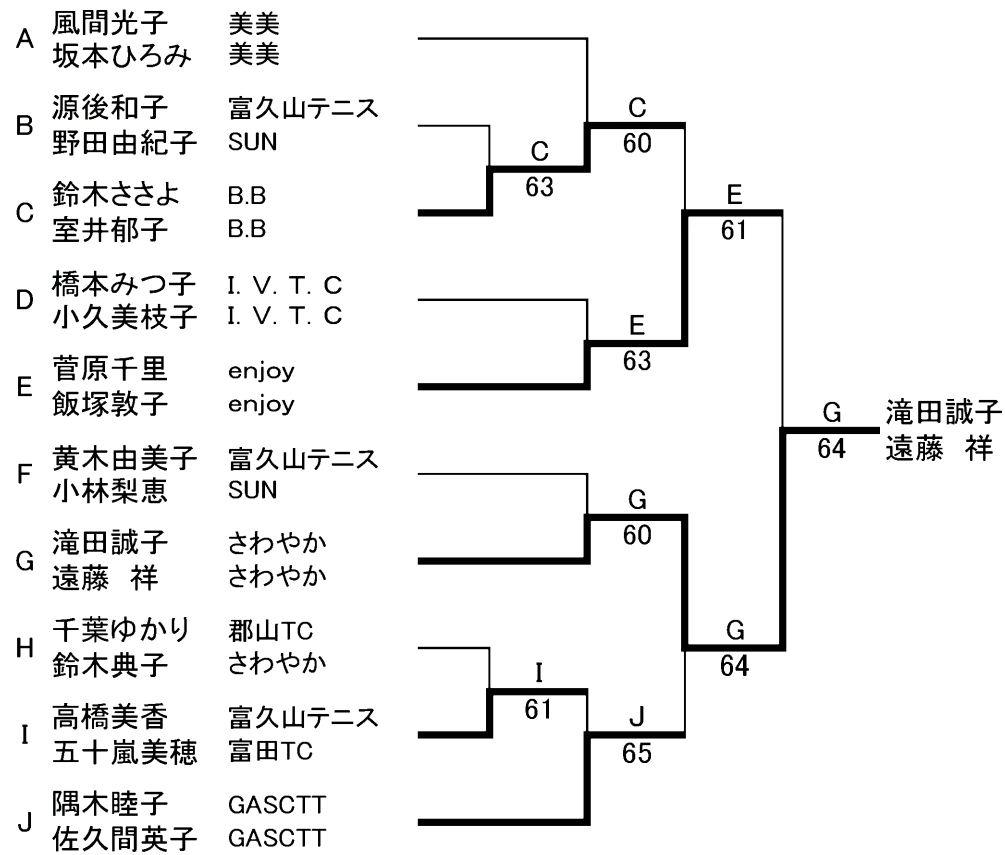 A 風間光子 美美
坂本ひろみ 美美
B 源後和子 富久山テニス
野田由紀子 SUN
C 鈴木ささよ B.B
室井郁子 B.B
D 橋本みつ子 I. V. T. C
小久美枝子 I. V. T. C
E 菅原千里 enjoy
飯塚敦子 enjoy
F 黄木由美子 富久山テニス
小林梨恵 SUN
G 滝田誠子 さわやか
遠藤 祥 さわやか
H 千葉ゆかり 郡山TC
鈴木典子 さわやか
I 高橋美香 富久山テニス
五十嵐美穂 富田TC
J 隅木睦子 GASCTT
佐久間英子 GASCTT
C
63
I
61
C
60
E
63
G
60
J
65
E
61
G
64
G 滝田誠子
64 遠藤 祥